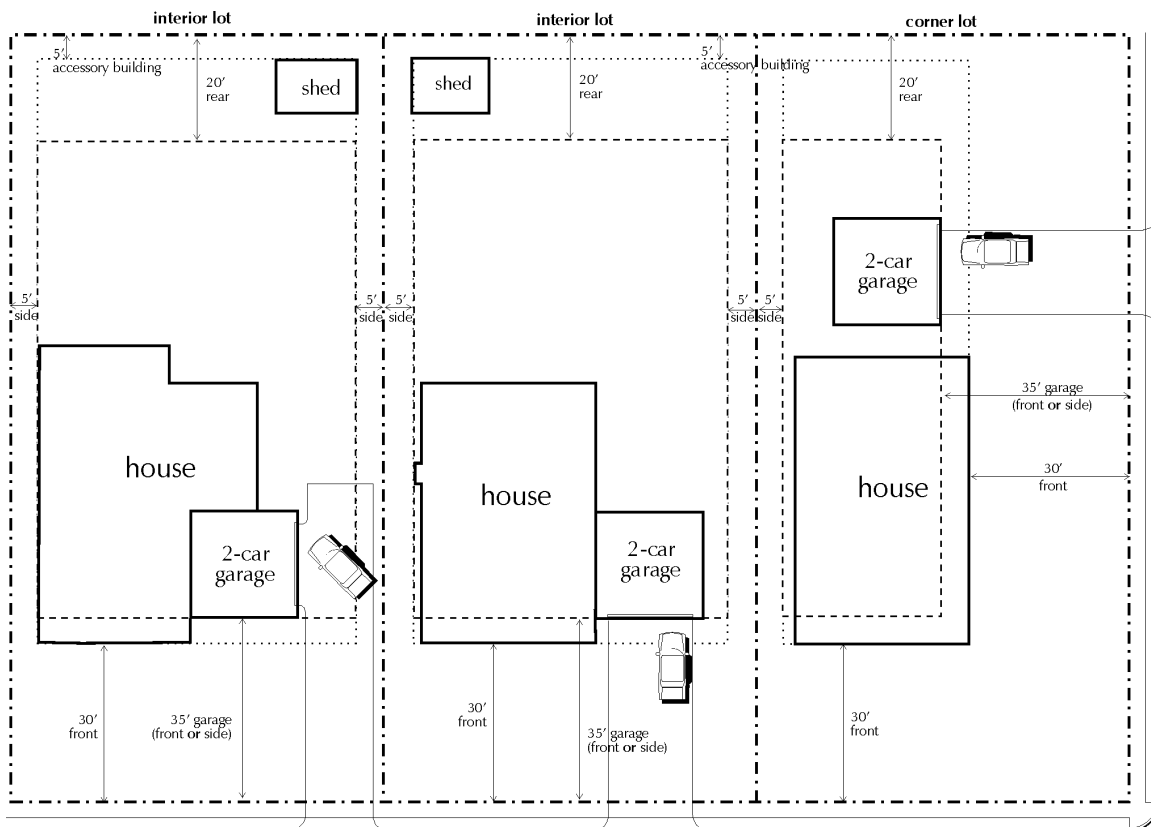 interior lot
interior lot
corner lot
5′
accessory building
20′
rear
shed
shed
20′
rear
5′
accessory building
20′
rear
5′
side
5′
side
5′
side
5′
side
5′
side
2-car
garage
35′ garage
(front or side)
house
house
house
30′
front
2-car
garage
2-car
garage
30′
front
35′ garage
(front or side)
30′
front
35′ garage
(front or side)
30′
front